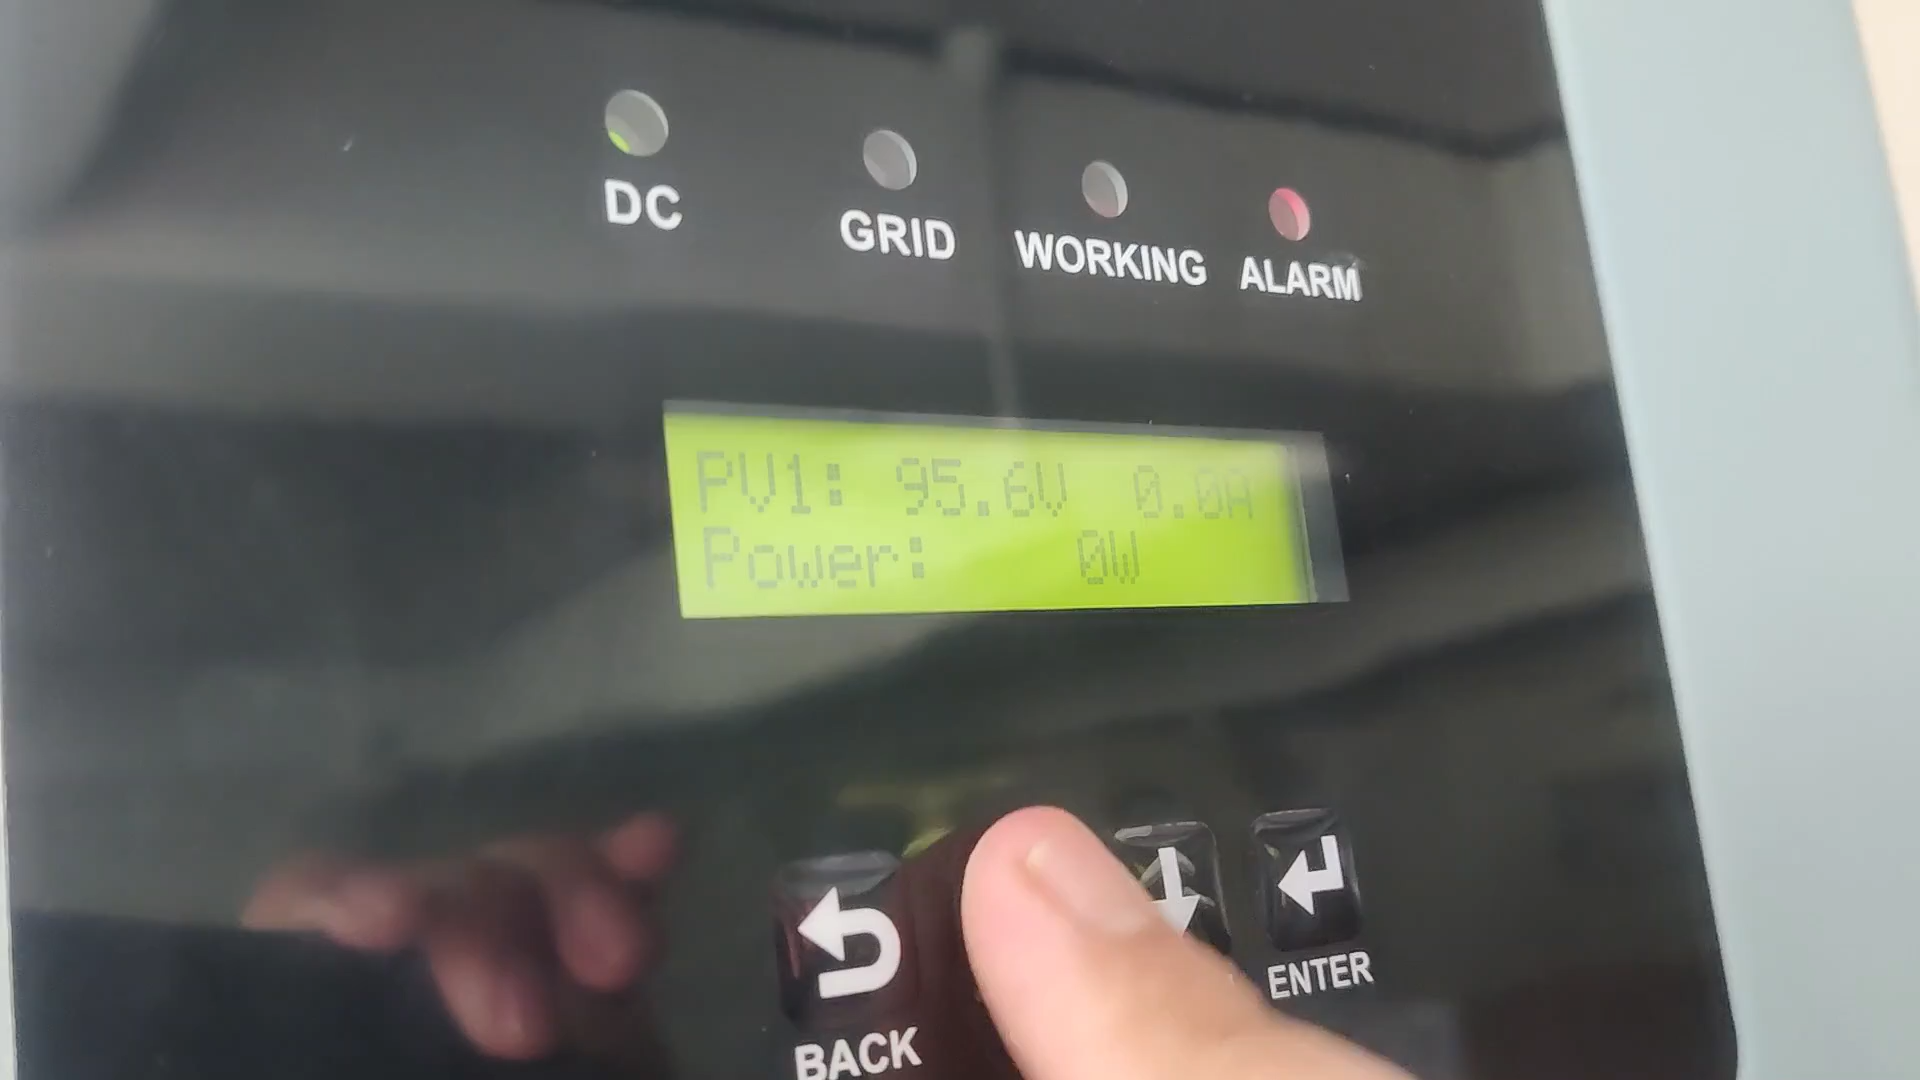 DC
GRID
WORKING
ALARM
PV1: 95.6V 0.0A
Power: 0W
BACK
ENTER